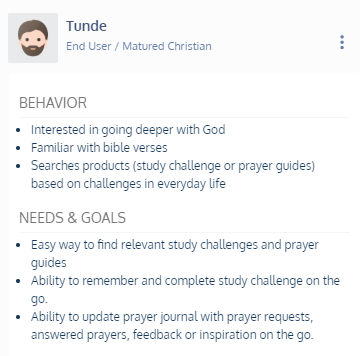 Tunde
End User / Matured Christian
BEHAVIOR
• Interested in going deeper with God
• Familiar with bible verses
• Searches products (study challenge or prayer guides)
based on challenges in everyday life
NEEDS & GOALS
• Easy way to find relevant study challenges and prayer
guides
• Ability to remember and complete study challenge on the
go.
• Ability to update prayer journal with prayer requests,
answered prayers, feedback or inspiration on the go.